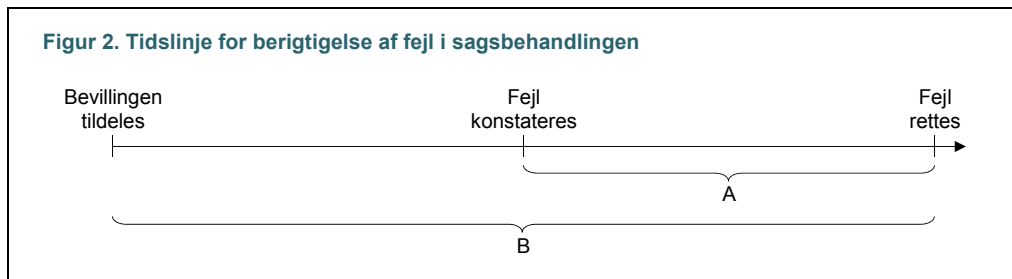 Figur 2. Tidslinje for berigtigelse af fejl i sagsbehandlingen
Bevillingen
tildeles
Fejl
konstateres
Fejl
rettes
A
B